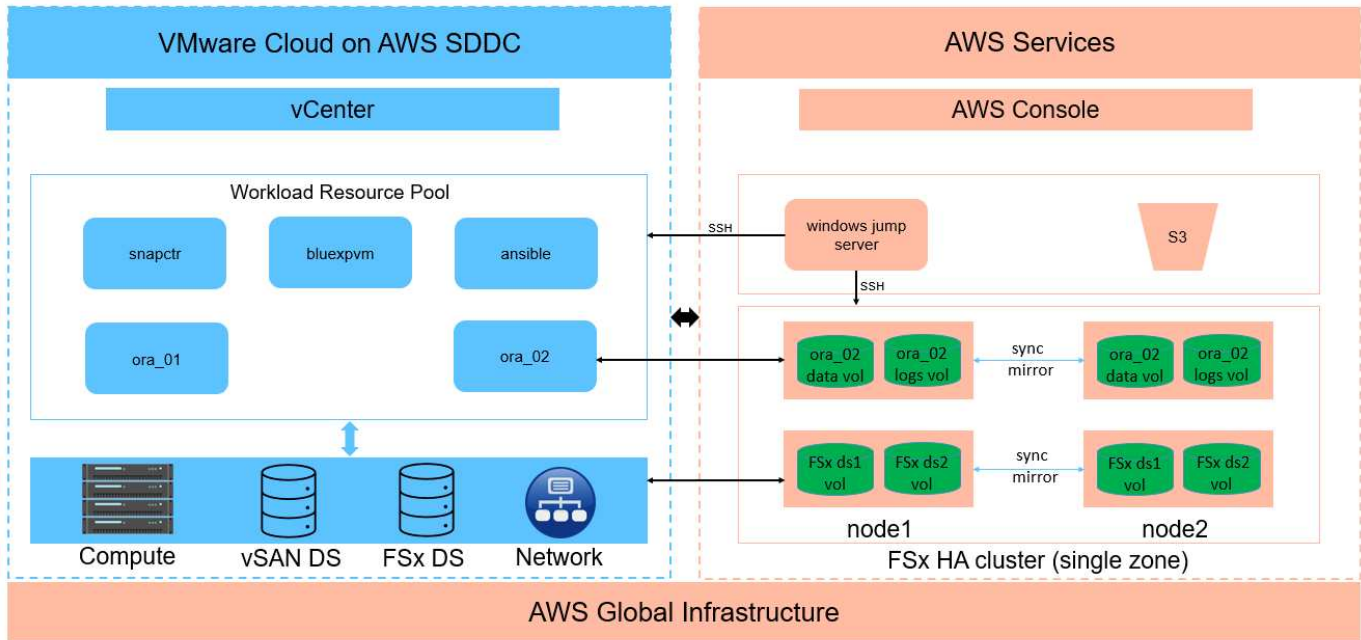 VMware Cloud on AWS SDDC
vCenter
Workload Resource Pool
snapctr
bluexpvm
ansible
ora_01
ora_02
Compute
vSAN DS
FSx DS
Network
AWS Services
AWS Console
SSH
windows jump
server
S3
SSH
ora_02
data vol
ora_02
logs vol
sync
mirror
ora_02
data vol
ora_02
logs vol
FSx ds1
vol
FSx ds2
vol
sync
mirror
FSx ds1
vol
FSx ds2
vol
node1
node2
FSx HA cluster (single zone)
AWS Global Infrastructure